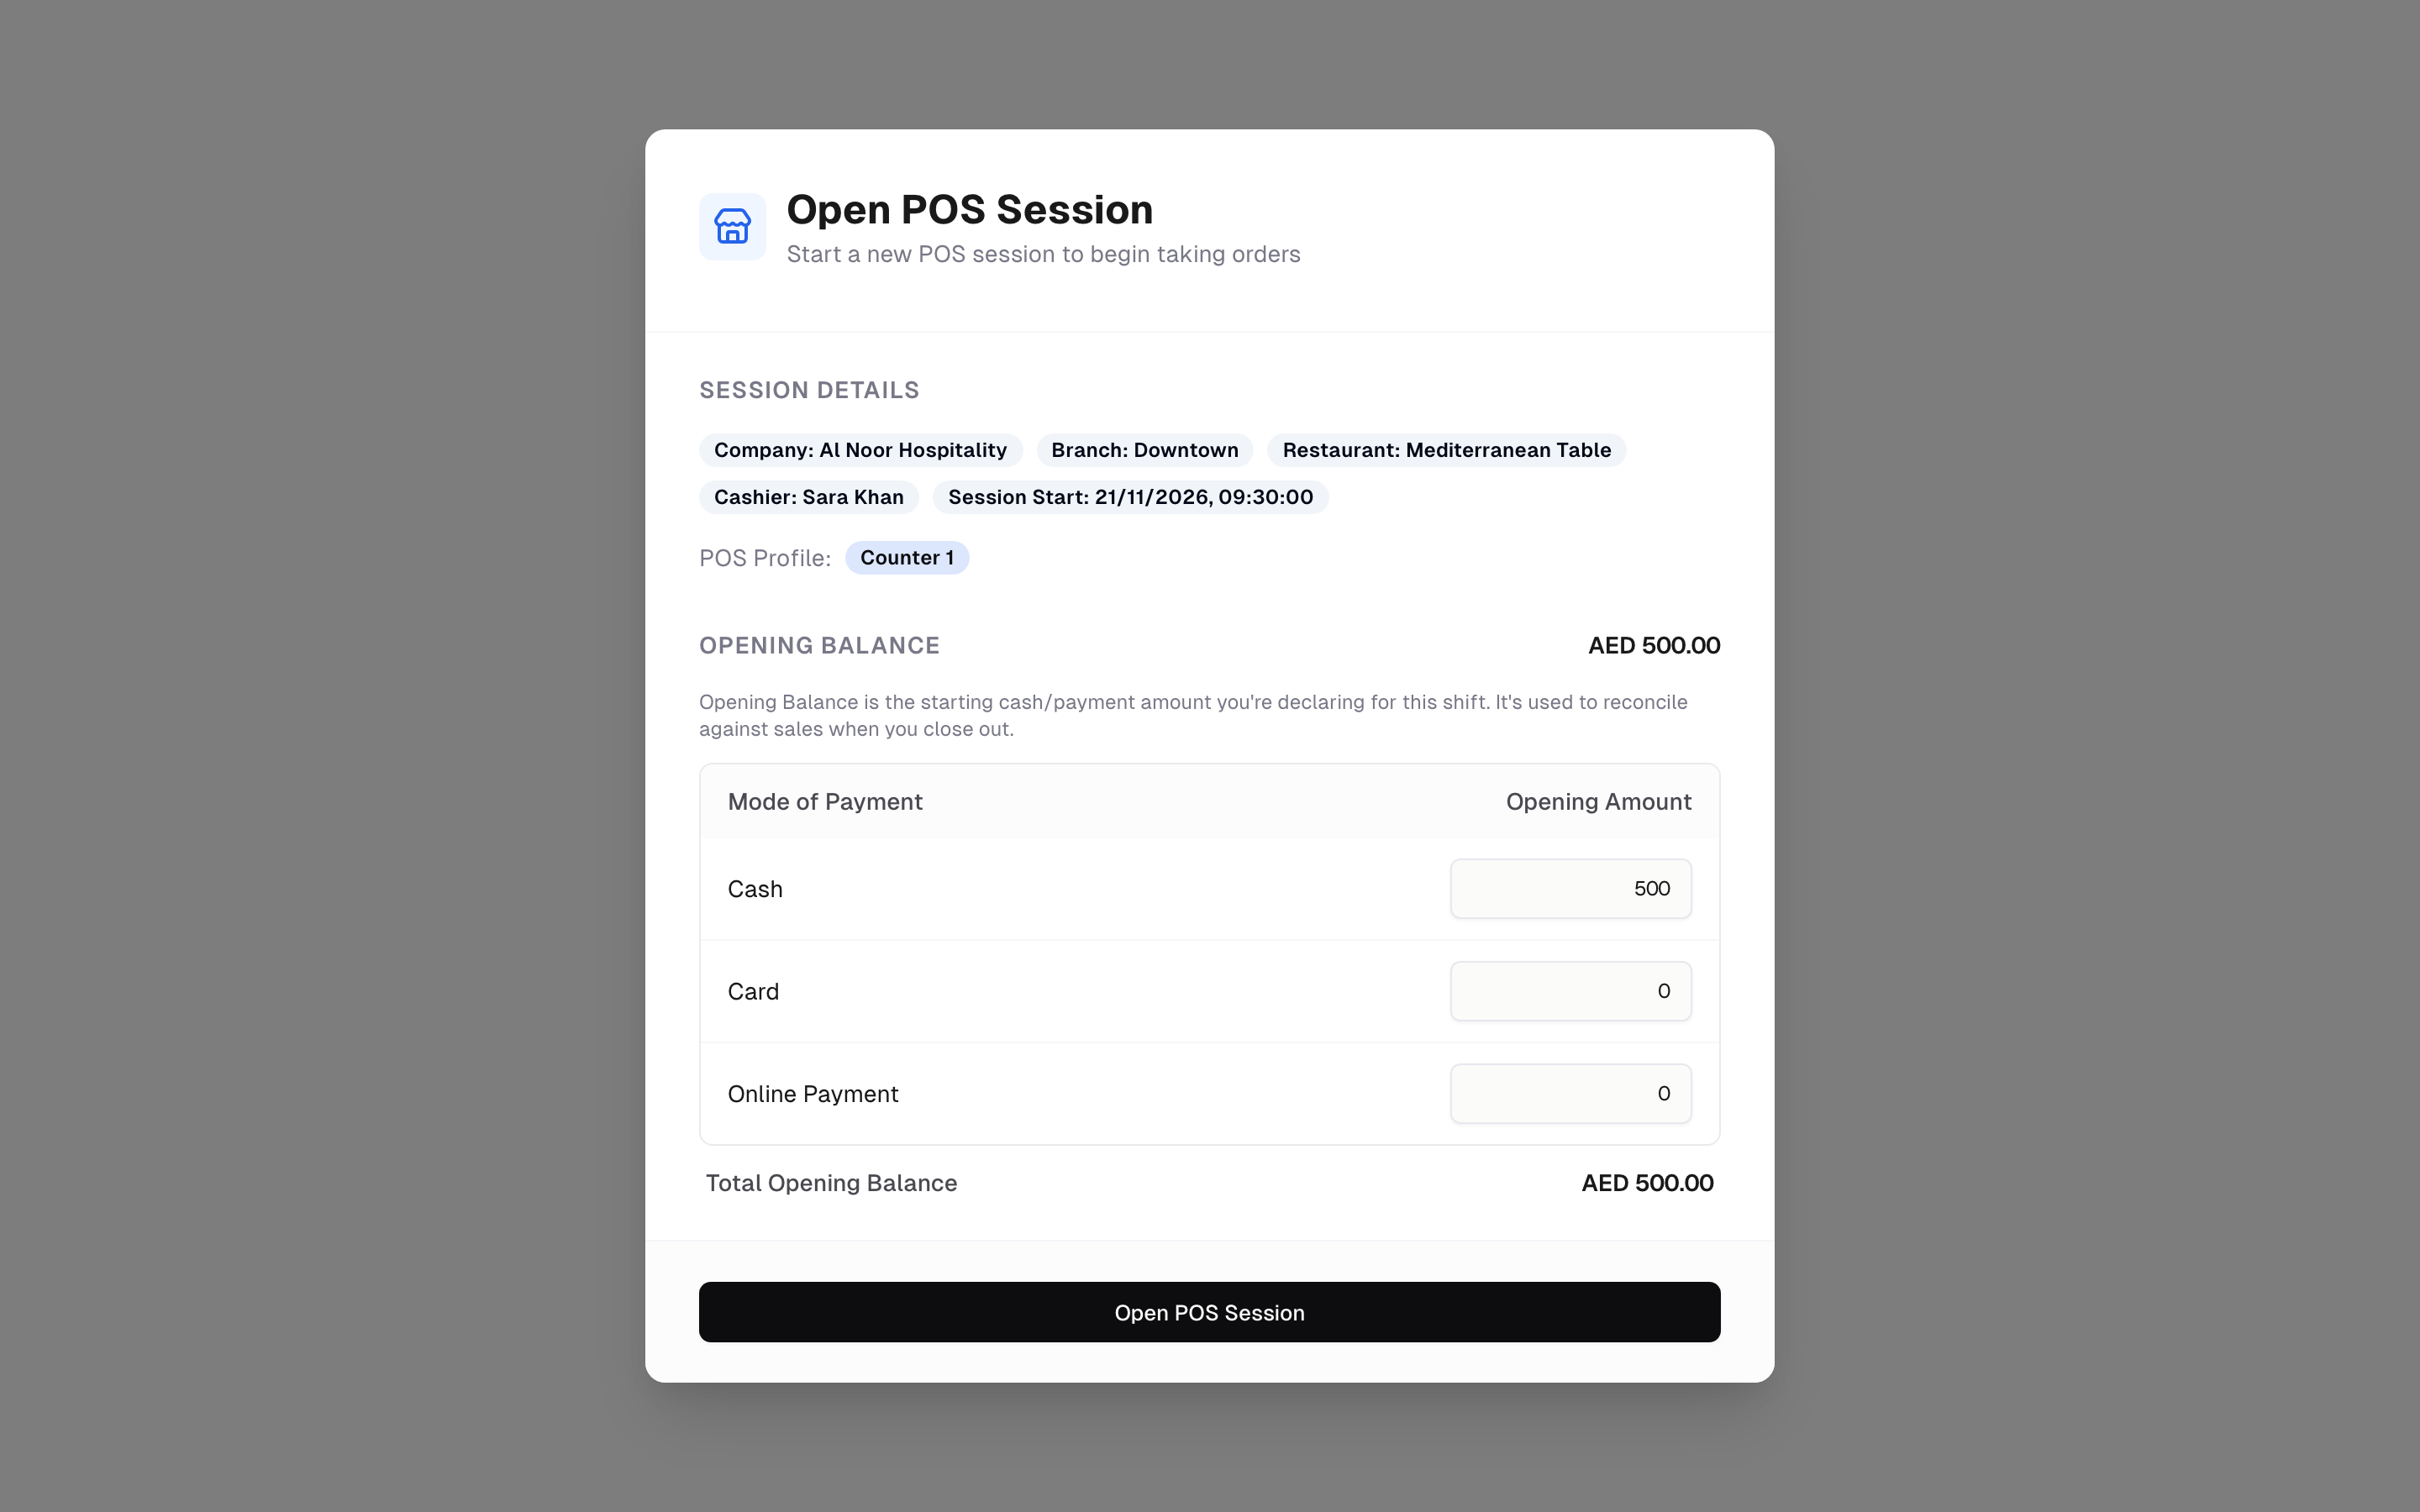 Open POS Session
Start a new POS session to begin taking orders
SESSION DETAILS
Company: Al Noor Hospitality Branch: Downtown Restaurant: Mediterranean Table
Cashier: Sara Khan Session Start: 21/11/2026, 09:30:00
POS Profile: Counter 1
OPENING BALANCE AED 500.00
Opening Balance is the starting cash/payment amount you're declaring for this shift. It's used to reconcile
against sales when you close out.
Mode of Payment Opening Amount
Cash 500
Card 0
Online Payment 0
Total Opening Balance AED 500.00
Open POS Session